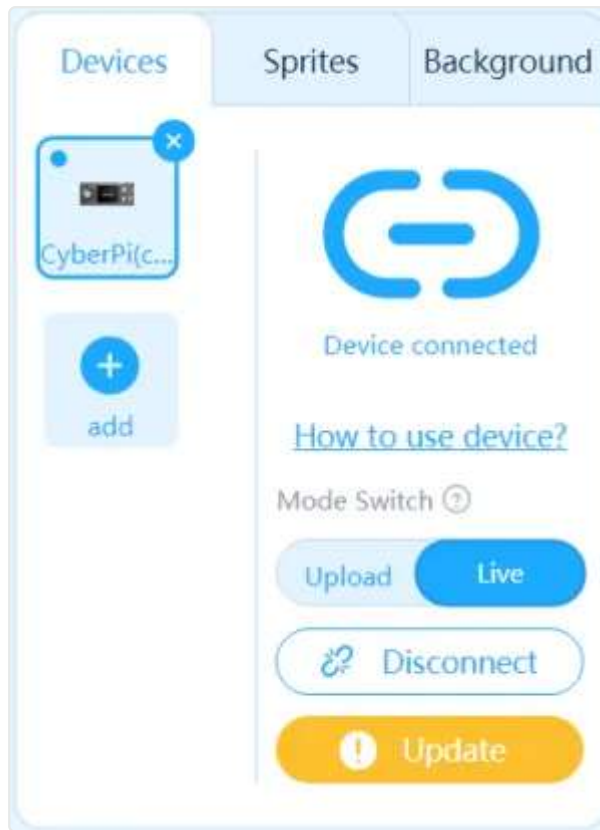 Devices
Sprites
Background
CyberPi(c...
add
Device connected
How to use device?
Mode Switch ?
Upload
Live
Disconnect
! Update